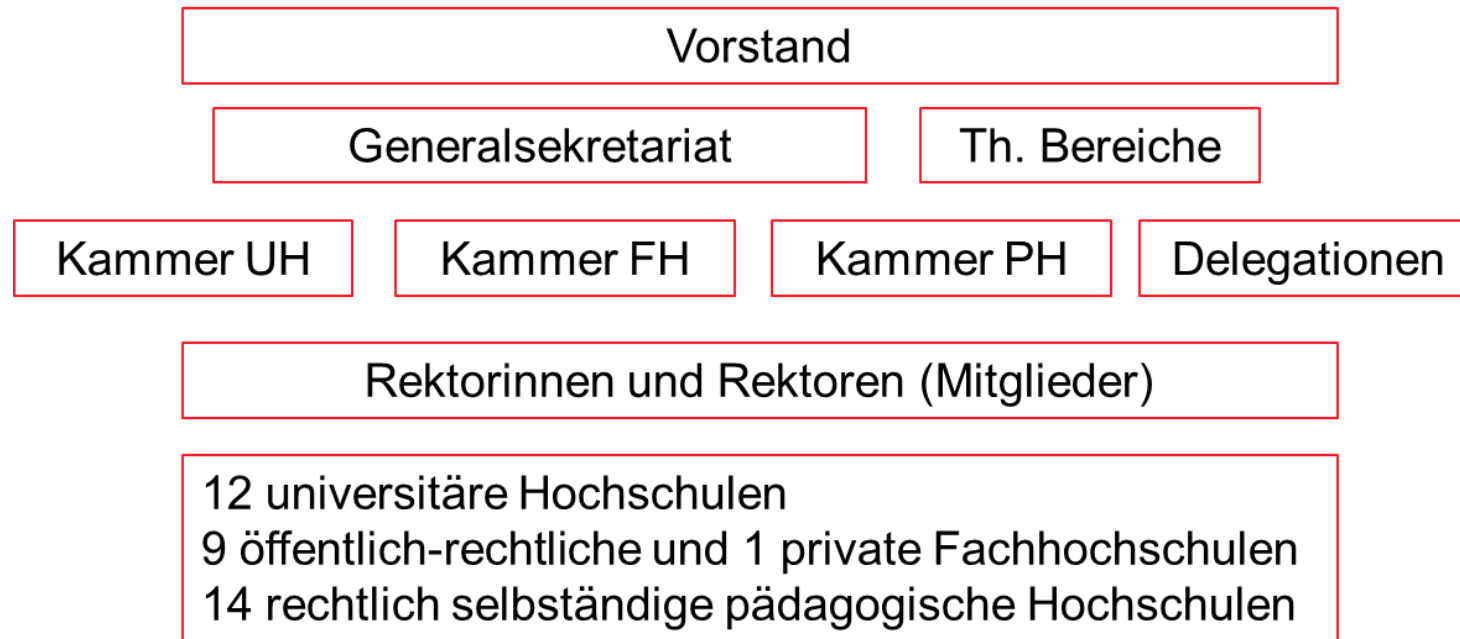 Vorstand
Generalsekretariat
Th. Bereiche
Kammer UH
Kammer FH
Kammer PH
Delegationen
Rektorinnen und Rektoren (Mitglieder)
12 universitäre Hochschulen
9 öffentlich-rechtliche und 1 private Fachhochschulen
14 rechtlich selbständige pädagogische Hochschulen